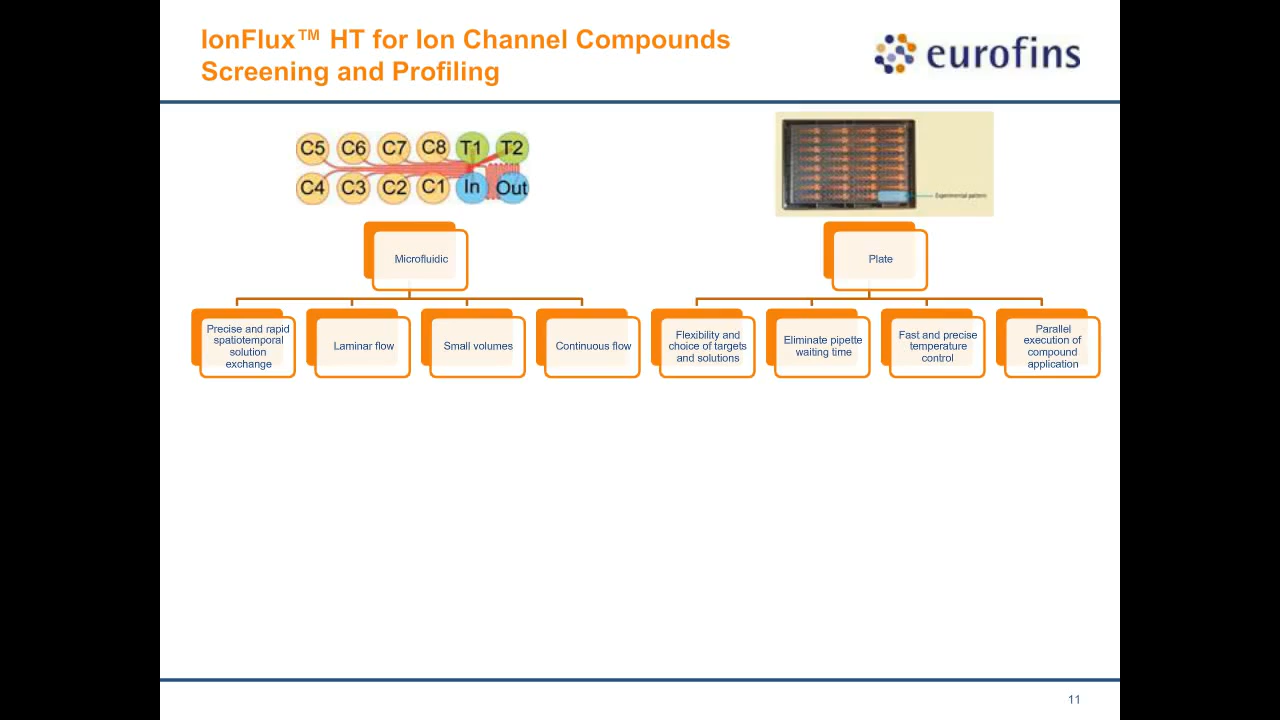 IonFlux™ HT for Ion Channel Compounds
Screening and Profiling
eurofins
C5 C6 C7 C8 T1 T2
C4 C3 C2 C1 In Out
Experimental pattern
Microfluidic
Plate
Precise and rapid
spatiotemporal
solution
exchange
Laminar flow
Small volumes
Continuous flow
Flexibility and
choice of targets
and solutions
Eliminate pipette
waiting time
Fast and precise
temperature
control
Parallel
execution of
compound
application
11